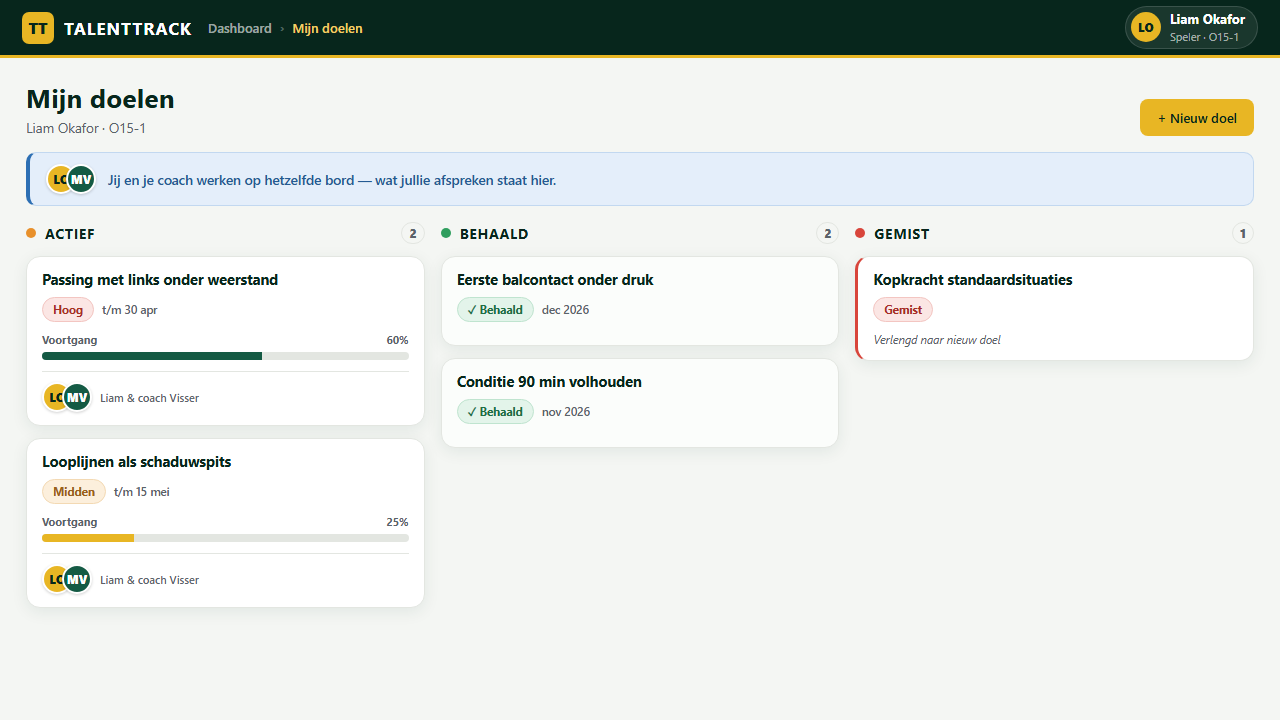 TT TALENTTRACK Dashboard › Mijn doelen
LO Liam Okafor
Speler · O15-1
Mijn doelen
Liam Okafor · O15-1
+ Nieuw doel
LO MV Jij en je coach werken op hetzelfde bord — wat jullie afspreken staat hier.
ACTIEF 2
Passing met links onder weerstand
Hoog t/m 30 apr
Voortgang 60%
LO MV Liam & coach Visser
Looplijnen als schaduwspits
Midden t/m 15 mei
Voortgang 25%
LO MV Liam & coach Visser
BEHAALD 2
Eerste balcontact onder druk
✓ Behaald dec 2026
Conditie 90 min volhouden
✓ Behaald nov 2026
GEMIST 1
Kopkracht standaardsituaties
Gemist
Verlengd naar nieuw doel